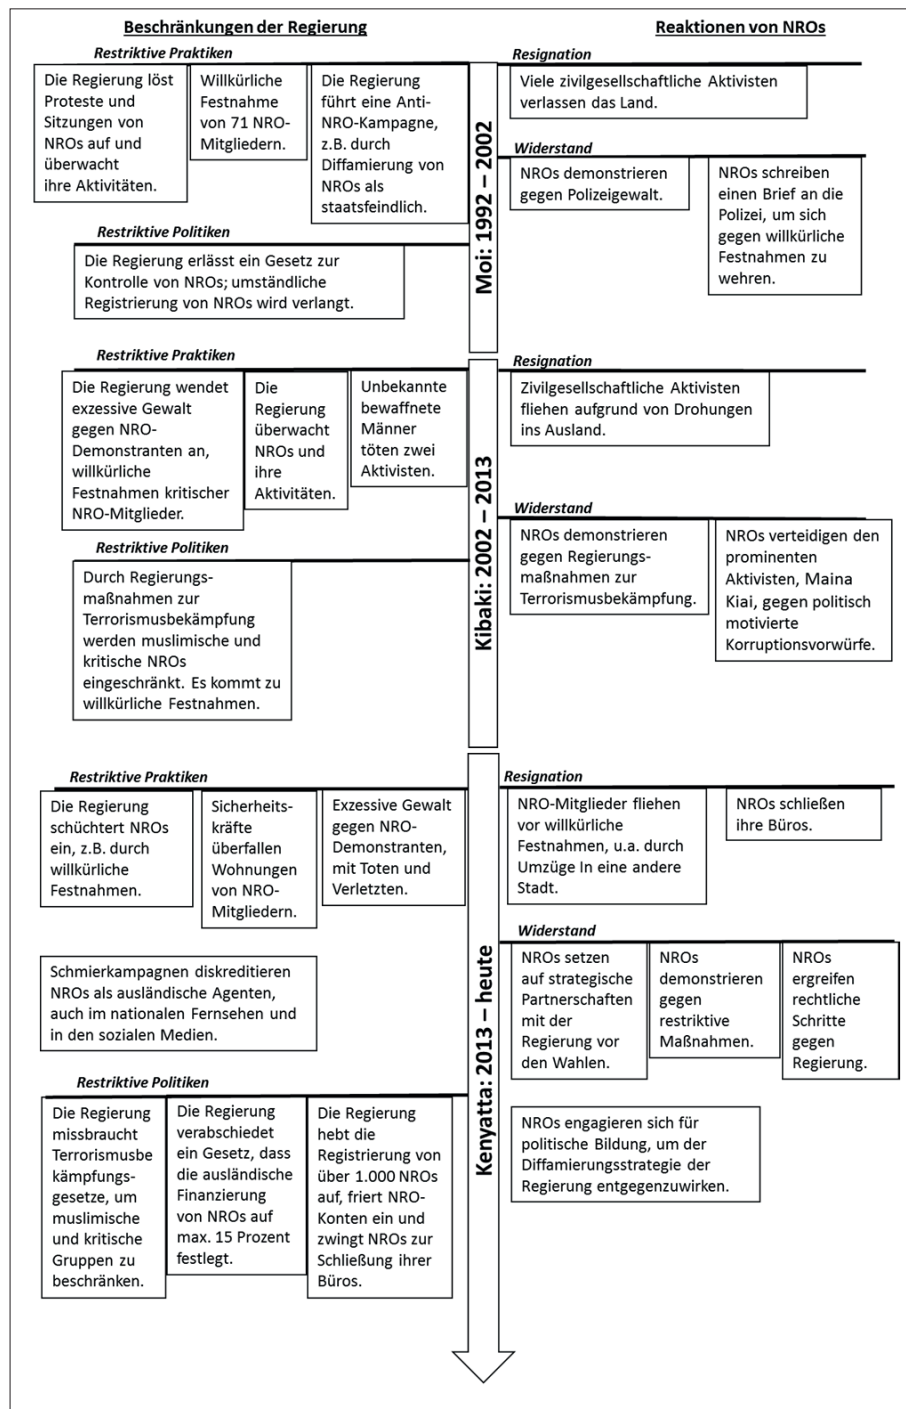 Beschränkungen der Regierung
Reaktionen von NROs
Moi: 1992 – 2002
Restriktive Praktiken
Die Regierung löst
Proteste und
Sitzungen von
NROs auf und
überwacht
ihre Aktivitäten.
Willkürliche
Festnahme
von 71 NRO-
Mitgliedern.
Die Regierung
führt eine Anti-
NRO-Kampagne,
z.B. durch
Diffamierung von
NROs als
staatsfeindlich.
Restriktive Politiken
Die Regierung erlässt ein Gesetz zur
Kontrolle von NROs; umständliche
Registrierung von NROs wird verlangt.
Resignation
Viele zivilgesellschaftliche Aktivisten
verlassen das Land.
Widerstand
NROs demonstrieren
gegen Polizeigewalt.
NROs schreiben
einen Brief an die
Polizei, um sich
gegen willkürliche
Festnahmen zu
wehren.
Kibaki: 2002 – 2013
Restriktive Praktiken
Die Regierung wendet
exzessive Gewalt
gegen NRO-
Demonstranten an,
willkürliche
Festnahmen kritischer
NRO-Mitglieder.
Die
Regierung
überwacht
NROs und
ihre
Aktivitäten.
Unbekannte
bewaffnete
Männer
töten zwei
Aktivisten.
Restriktive Politiken
Durch Regierungs-
maßnahmen zur
Terrorismusbekämpfung
werden muslimische und
kritische NROs
eingeschränkt. Es kommt zu
willkürliche Festnahmen.
Resignation
Zivilgesellschaftliche Aktivisten
fliehen aufgrund von Drohungen
ins Ausland.
Widerstand
NROs demonstrieren
gegen Regierungs-
maßnahmen zur
Terrorismusbekämpfung.
NROs verteidigen den
prominenten
Aktivisten, Maina
Kiai, gegen politisch
motivierte
Korruptionsvorwürfe.
Kenyatta: 2013 – heute
Restriktive Praktiken
Die Regierung
schüchtert NROs
ein, z.B. durch
willkürliche
Festnahmen.
Sicherheits-
kräfte
überfallen
Wohnungen
von NRO-
Mitgliedern.
Exzessive Gewalt
gegen NRO-
Demonstranten,
mit Toten und
Verletzten.
Schmierkampagnen diskreditieren
NROs als ausländische Agenten,
auch im nationalen Fernsehen und
in den sozialen Medien.
Restriktive Politiken
Die Regierung
missbraucht
Terrorismusbe
kämpfungs-
gesetze, um
muslimische
und kritische
Gruppen zu
beschränken.
Die Regierung
verabschiedet
ein Gesetz, dass
die ausländische
Finanzierung
von NROs auf
max. 15 Prozent
festlegt.
Die Regierung
hebt die
Registrierung von
über 1.000 NROs
auf, friert NRO-
Konten ein und
zwingt NROs zur
Schließung ihrer
Büros.
Resignation
NRO-Mitglieder fliehen
vor willkürliche
Festnahmen, u.a. durch
Umzüge In eine andere
Stadt.
NROs schließen
ihre Büros.
Widerstand
NROs setzen
auf strategische
Partnerschaften
mit der
Regierung vor
den Wahlen.
NROs
demonstrieren
gegen
restriktive
Maßnahmen.
NROs
ergreifen
rechtliche
Schritte
gegen
Regierung.
NROs engagieren sich für
politische Bildung, um der
Diffamierungsstrategie der
Regierung entgegenzuwirken.